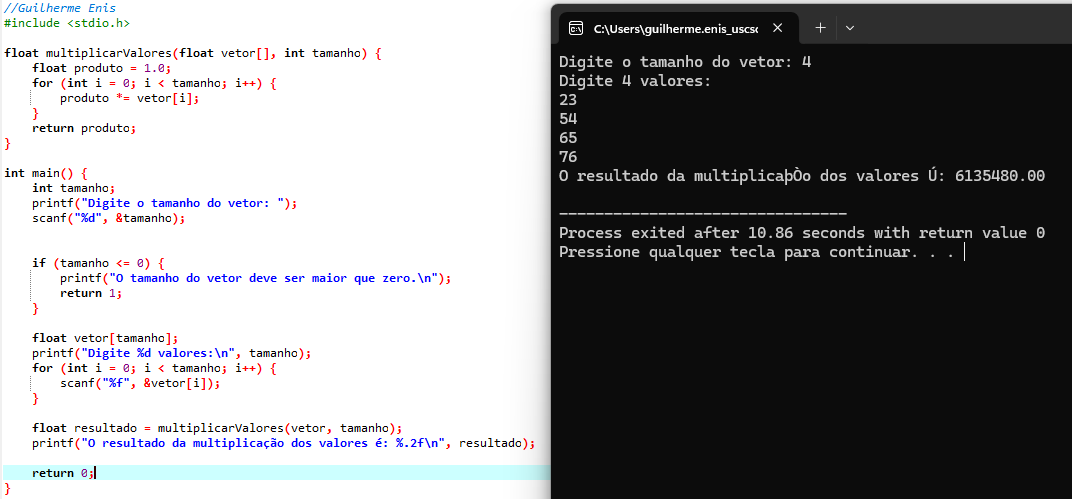 //Guilherme Enis
#include <stdio.h>

float multiplicarValores(float vetor[], int tamanho) {
    float produto = 1.0;
    for (int i = 0; i < tamanho; i++) {
        produto *= vetor[i];
    }
    return produto;
}

int main() {
    int tamanho;
    printf("Digite o tamanho do vetor: ");
    scanf("%d", &tamanho);


    if (tamanho <= 0) {
        printf("O tamanho do vetor deve ser maior que zero.\n");
        return 1;
    }

    float vetor[tamanho];
    printf("Digite %d valores:\n", tamanho);
    for (int i = 0; i < tamanho; i++) {
        scanf("%f", &vetor[i]);
    }

    float resultado = multiplicarValores(vetor, tamanho);
    printf("O resultado da multiplicação dos valores é: %.2f\n", resultado);

    return 0;
}
C:\Users\guilherme.enis_uscsc
Digite o tamanho do vetor: 4
Digite 4 valores:
23
54
65
76
O resultado da multiplicaþÒo dos valores Ú: 6135480.00

--------------------------------
Process exited after 10.86 seconds with return value 0
Pressione qualquer tecla para continuar. . .